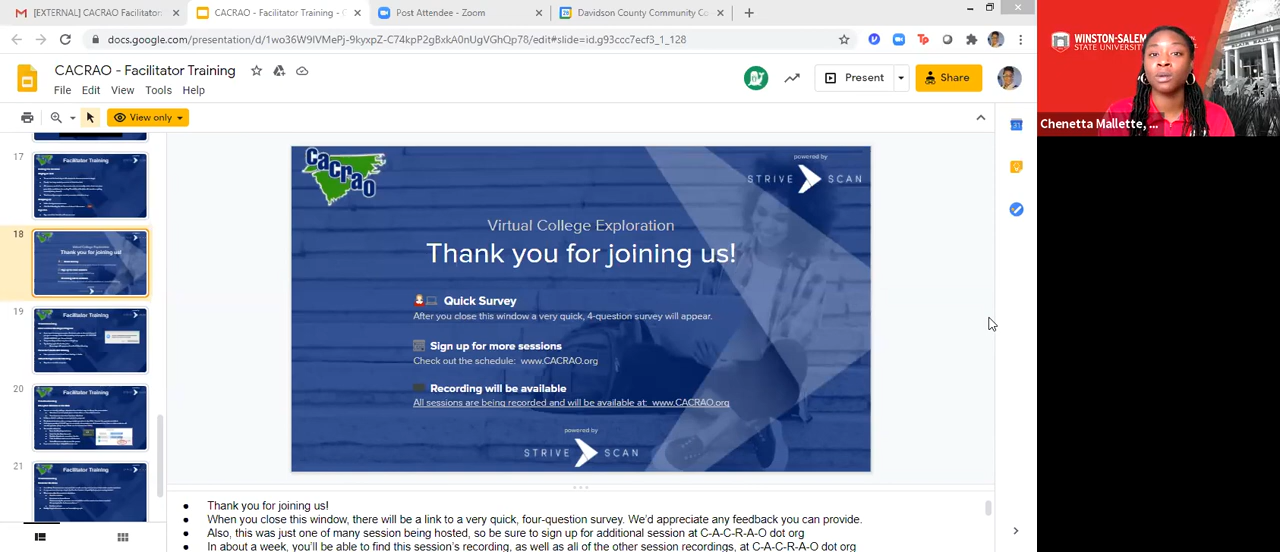 [EXTERNAL] CACRAO Facilitator
CACRAO - Facilitator Training -
Post Attendee - Zoom
Davidson County Community Co
docs.google.com/presentation/d/
edit#slide=id.g93ccc7ecf3_1_128
CACRAO - Facilitator Training
File Edit View Tools Help
Present
Share
View only
17
Facilitator Training
18
Virtual College Exploration
Thank you for joining us!
19
Facilitator Training
20
Facilitator Training
21
Facilitator Training
CACRAO
powered by
STRIVE SCAN
Virtual College Exploration
Thank you for joining us!
Quick Survey
After you close this window a very quick, 4-question survey will appear.
Sign up for more sessions
Check out the full list at www.CACRAO.org
Recording will be available
All sessions are being recorded and will be available at: www.CACRAO.org
powered by
STRIVE SCAN
Thank you for joining us!
When you close this window, there will be a link to a very quick, four-question survey. We'd appreciate any feedback you can provide.
Also, this was just one of many session being hosted, so be sure to sign up for additional session at C-A-C-R-A-O dot org
In about a week, you'll be able to find this session's recording, as well as all of the other session recordings, at C-A-C-R-A-O dot org
WINSTON-SALEM
STATE UNIVERSITY
Chenetta Mallette, ...